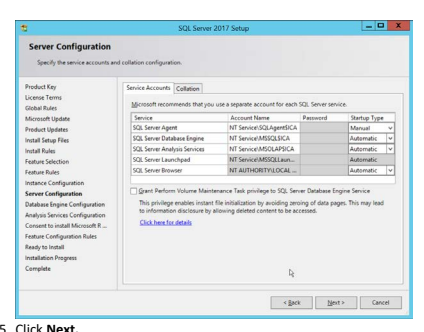 SQL Server 2017 Setup
Server Configuration
Specify the service accounts and collation configuration.
Product Key
License Terms
Global Rules
Microsoft Update
Product Updates
Install Setup Files
Install Rules
Feature Selection
Feature Rules
Instance Configuration
Server Configuration
Database Engine Configuration
Analysis Services Configuration
Consent to install Microsoft R ...
Feature Configuration Rules
Ready to Install
Installation Progress
Complete
Service Accounts Collation
Microsoft recommends that you use a separate account for each SQL Server service.
Service Account Name Password Startup Type
SQL Server Agent NT Service\SQLAgent$ICA Manual
SQL Server Database Engine NT Service\MSSQL$ICA Automatic
SQL Server Analysis Services NT Service\MSOLAP$ICA Automatic
SQL Server Launchpad NT Service\MSSQLLaun... Automatic
SQL Server Browser NT AUTHORITY\LOCAL ... Automatic
Grant Perform Volume Maintenance Task privilege to SQL Server Database Engine Service
This privilege enables instant file initialization by avoiding zeroing of data pages. This may lead
to information disclosure by allowing deleted content to be accessed.
Click here for details
< Back Next > Cancel
5. Click Next.